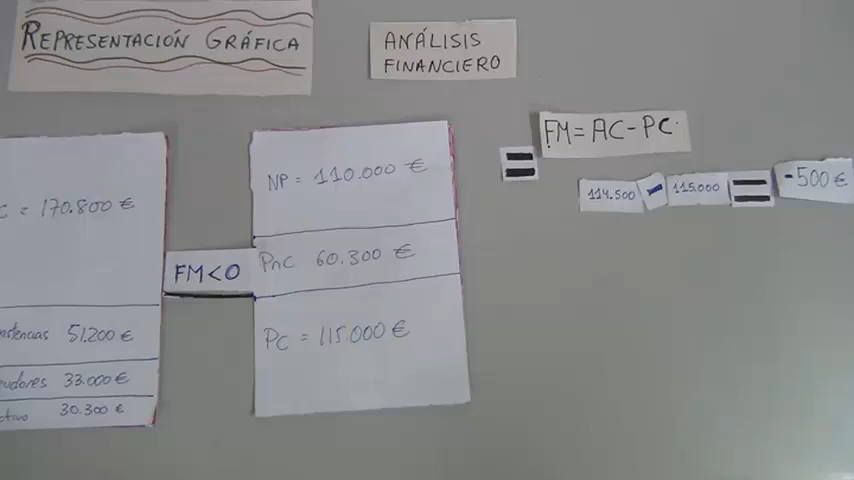 REPRESENTACIÓN GRÁFICA
ANÁLISIS
FINANCIERO
FM = AC - PC
=
114.500 - 115.000 = -500 €
C = 170.800 €
51.200 €
33.000 €
30.300 €
FM < 0
NP = 110.000 €
PnC 60.300 €
PC = 115.000 €